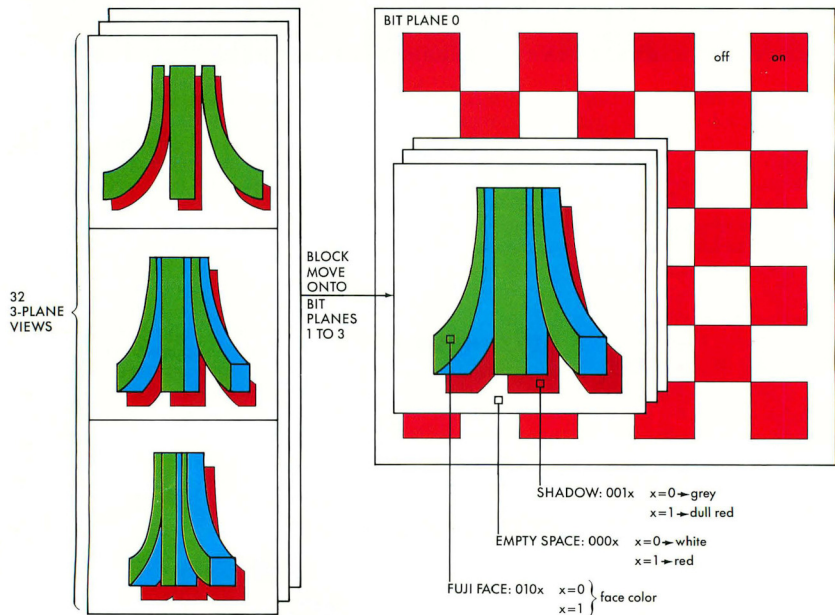 BIT PLANE 0
off on
32
3-PLANE
VIEWS
BLOCK
MOVE
ONTO
BIT
PLANES
1 TO 3
SHADOW: 001x x=0➛grey
x=1➛dull red
EMPTY SPACE: 000x x=0➛white
x=1➛red
FUJI FACE: 010x x=0
x=1
face color